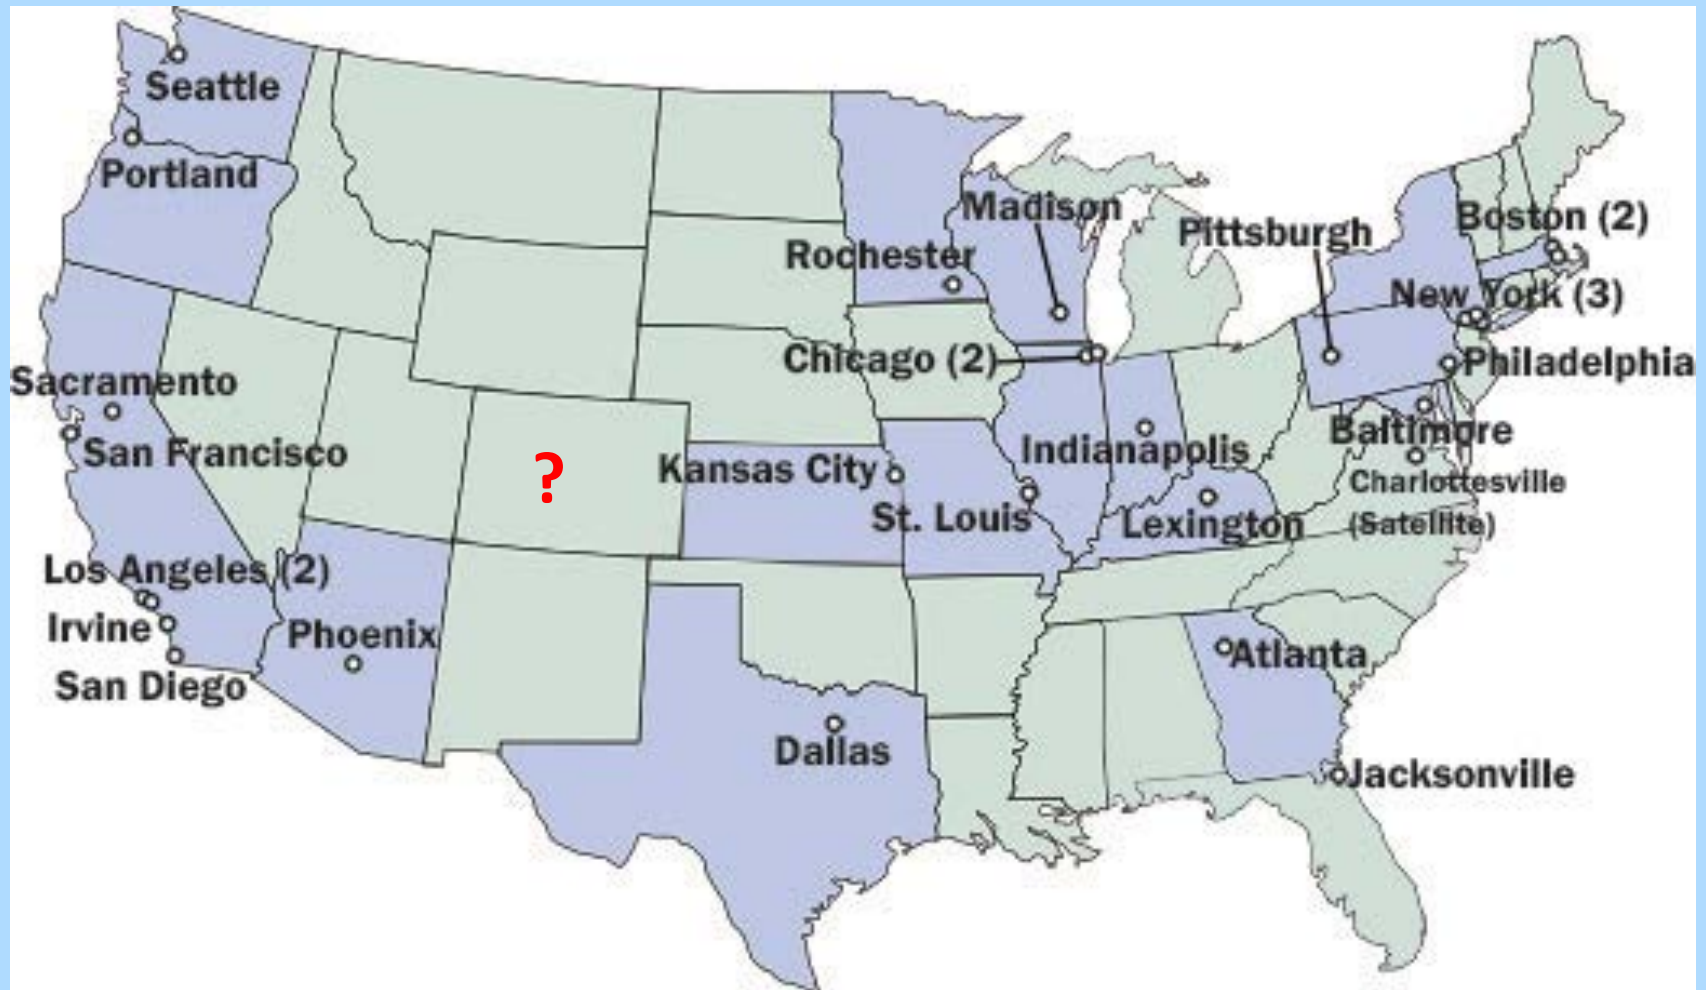 Seattle
Portland
Madison
Boston (2)
Pittsburgh
Rochester
New York (3)
Chicago (2)
Philadelphia
Sacramento
Baltimore
San Francisco
?
Kansas City
Indianapolis
Charlottesville
(Satellite)
St. Louis
Lexington
Los Angeles (2)
Irvine
Phoenix
Atlanta
San Diego
Dallas
Jacksonville